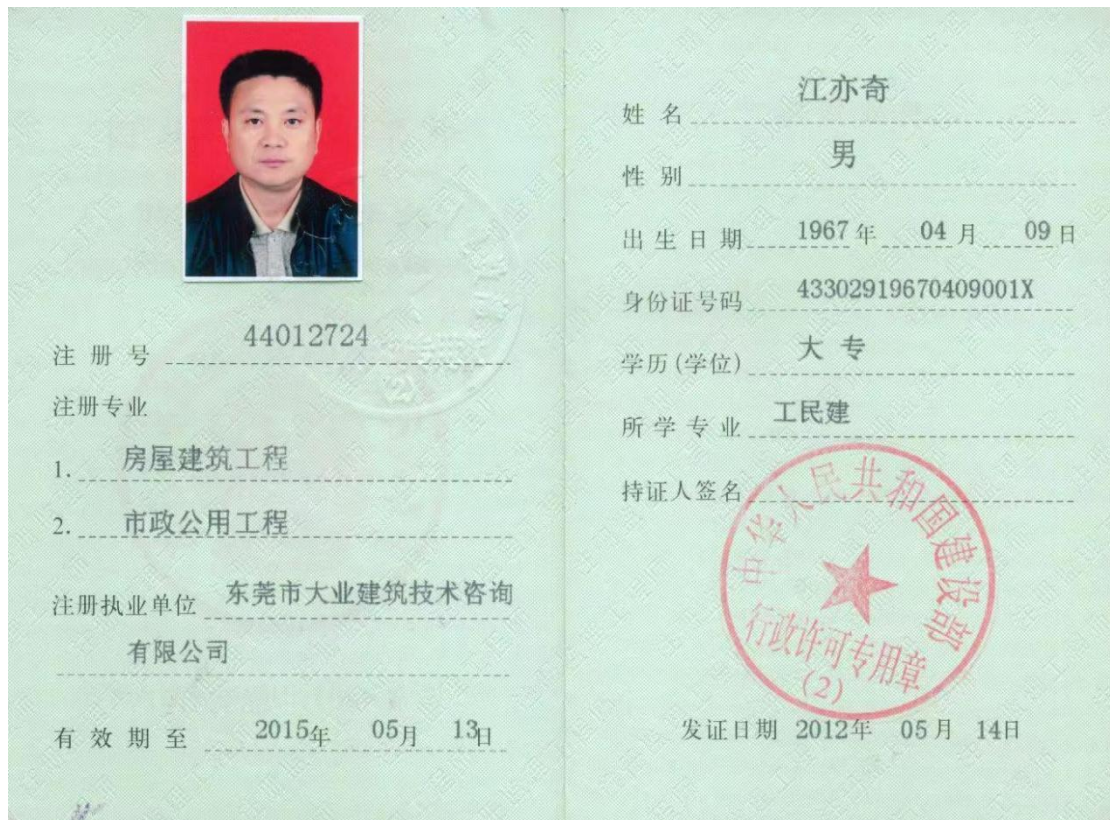 注 册 号 44012724
注册专业
1. 房屋建筑工程
2. 市政公用工程
注册执业单位 东莞市大业建筑技术咨询
有限公司
有 效 期 至 2015年 05月 13日
姓 名 江亦奇
性 别 男
出 生 日 期 1967年 04月 09日
身份证号码 43302919670409001X
学历(学位) 大 专
所 学 专 业 工民建
持证人签名
中华人民共和国建设部
行政许可专用章
(2)
发证日期 2012年 05月 14日